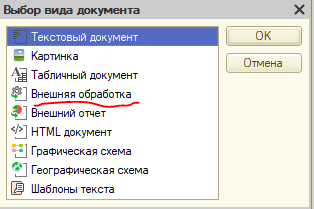 Выбор вида документа
Текстовый документ
OK
Картинка
Отмена
Табличный документ
Внешняя обработка
Внешний отчет
HTML документ
Графическая схема
Географическая схема
Шаблоны текста